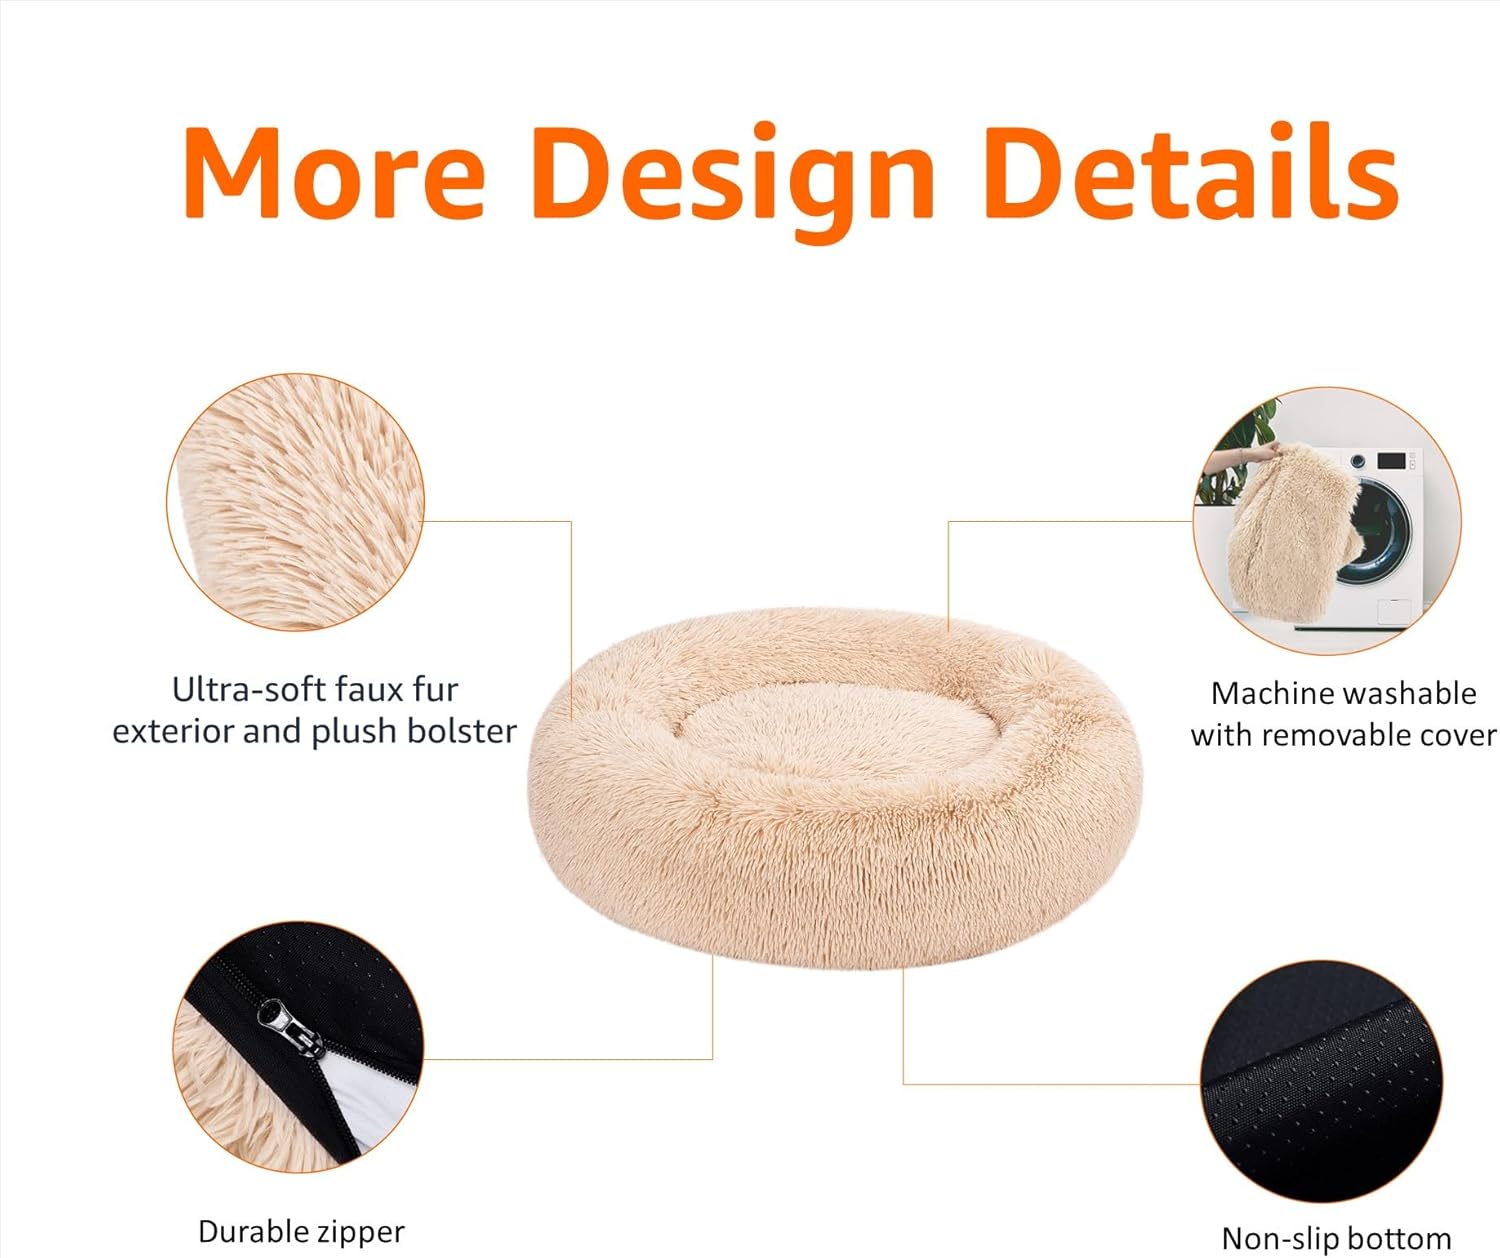 More Design Details
Ultra-soft faux fur
exterior and plush bolster
Machine washable
with removable cover
Durable zipper
Non-slip bottom